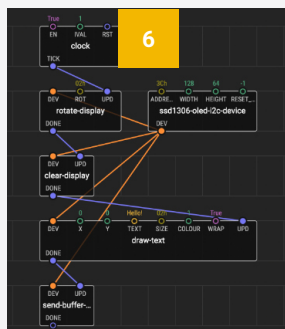 True 1
EN IVAL RST
6
clock
TICK
02h 3Ch 128 64 -1
DEV ROT UPD ADDRE... WIDTH HEIGHT RESET_...
rotate-display ssd1306-oled-i2c-device
DONE DEV
DEV UPD
clear-display
DONE
0 0 Hello! 02h 1 True
DEV X Y TEXT SIZE COLOUR WRAP UPD
draw-text
DONE
DEV UPD
send-buffer-...
DONE